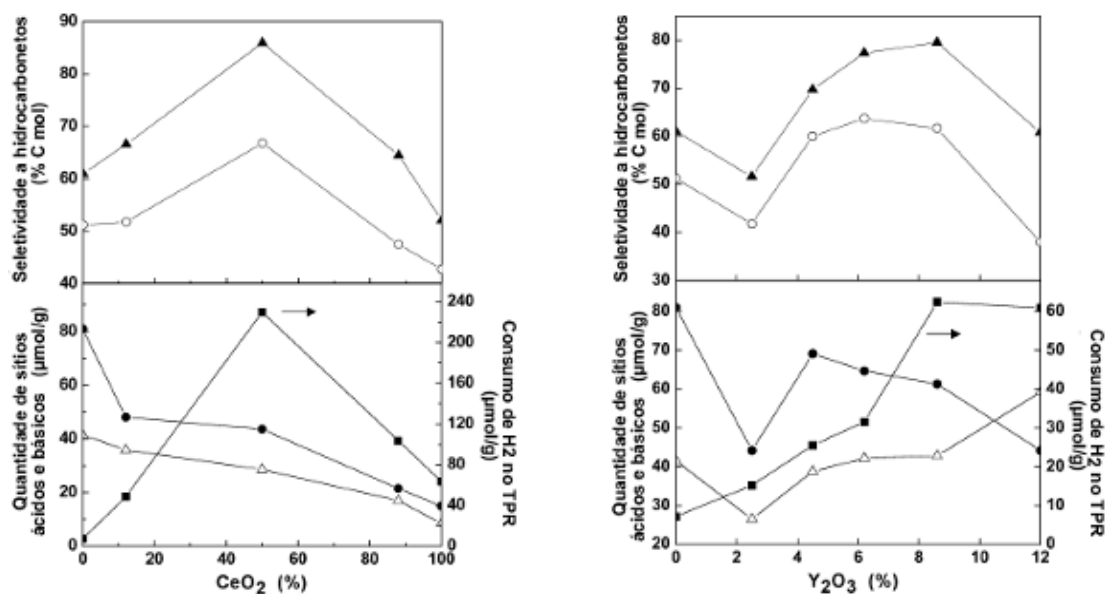 Seletividade a hidrocarbonetos
(% C mol)
90
80
70
60
50
40
Quantidade de sítios
ácidos e básicos (µmol/g)
80
60
40
20
0
240
200
160
120
80
40
0
Consumo de H2 no TPR
(µmol/g)
0 20 40 60 80 100
CeO2 (%)
Seletividade a hidrocarbonetos
(% C mol)
80
70
60
50
40
30
Quantidade de sítios
ácidos e básicos (µmol/g)
80
70
60
50
40
30
20
60
50
40
30
20
10
0
Consumo de H2 no TPR
(µmol/g)
0 2 4 6 8 10 12
Y2O3 (%)